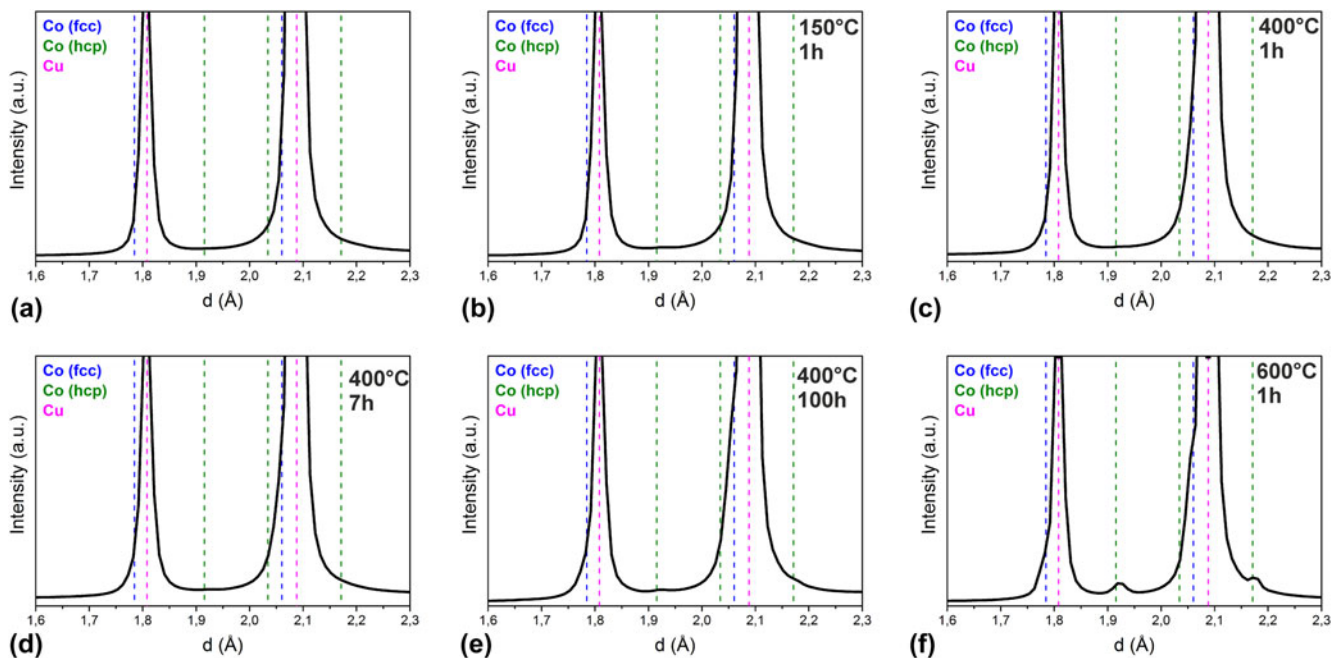 Co (fcc)
Co (hcp)
Cu
Intensity (a.u.)
1,6 1,7 1,8 1,9 2,0 2,1 2,2 2,3
d (Å)
(a)
Co (fcc)
Co (hcp)
Cu
150°C
1h
Intensity (a.u.)
1,6 1,7 1,8 1,9 2,0 2,1 2,2 2,3
d (Å)
(b)
Co (fcc)
Co (hcp)
Cu
400°C
1h
Intensity (a.u.)
1,6 1,7 1,8 1,9 2,0 2,1 2,2 2,3
d (Å)
(c)
Co (fcc)
Co (hcp)
Cu
400°C
7h
Intensity (a.u.)
1,6 1,7 1,8 1,9 2,0 2,1 2,2 2,3
d (Å)
(d)
Co (fcc)
Co (hcp)
Cu
400°C
100h
Intensity (a.u.)
1,6 1,7 1,8 1,9 2,0 2,1 2,2 2,3
d (Å)
(e)
Co (fcc)
Co (hcp)
Cu
600°C
1h
Intensity (a.u.)
1,6 1,7 1,8 1,9 2,0 2,1 2,2 2,3
d (Å)
(f)